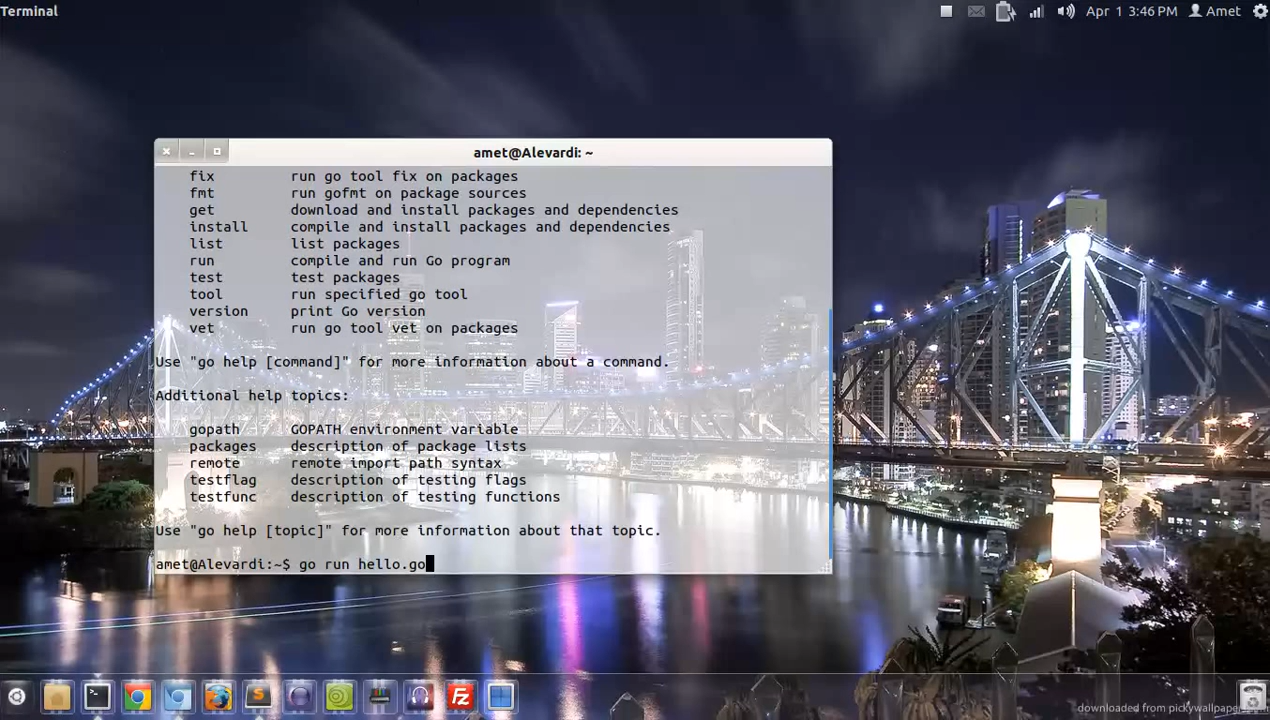 Terminal
Apr 1 3:46 PM Amet
amet@Alevardi: ~
fix run go tool fix on packages
fmt run gofmt on package sources
get download and install packages and dependencies
install compile and install packages and dependencies
list list packages
run compile and run Go program
test test packages
tool run specified go tool
version print Go version
vet run go tool vet on packages
Use "go help [command]" for more information about a command.
Additional help topics:
gopath GOPATH environment variable
packages description of package lists
remote remote import path syntax
testflag description of testing flags
testfunc description of testing functions
Use "go help [topic]" for more information about that topic.
amet@Alevardi:~$ go run hello.go
downloaded from